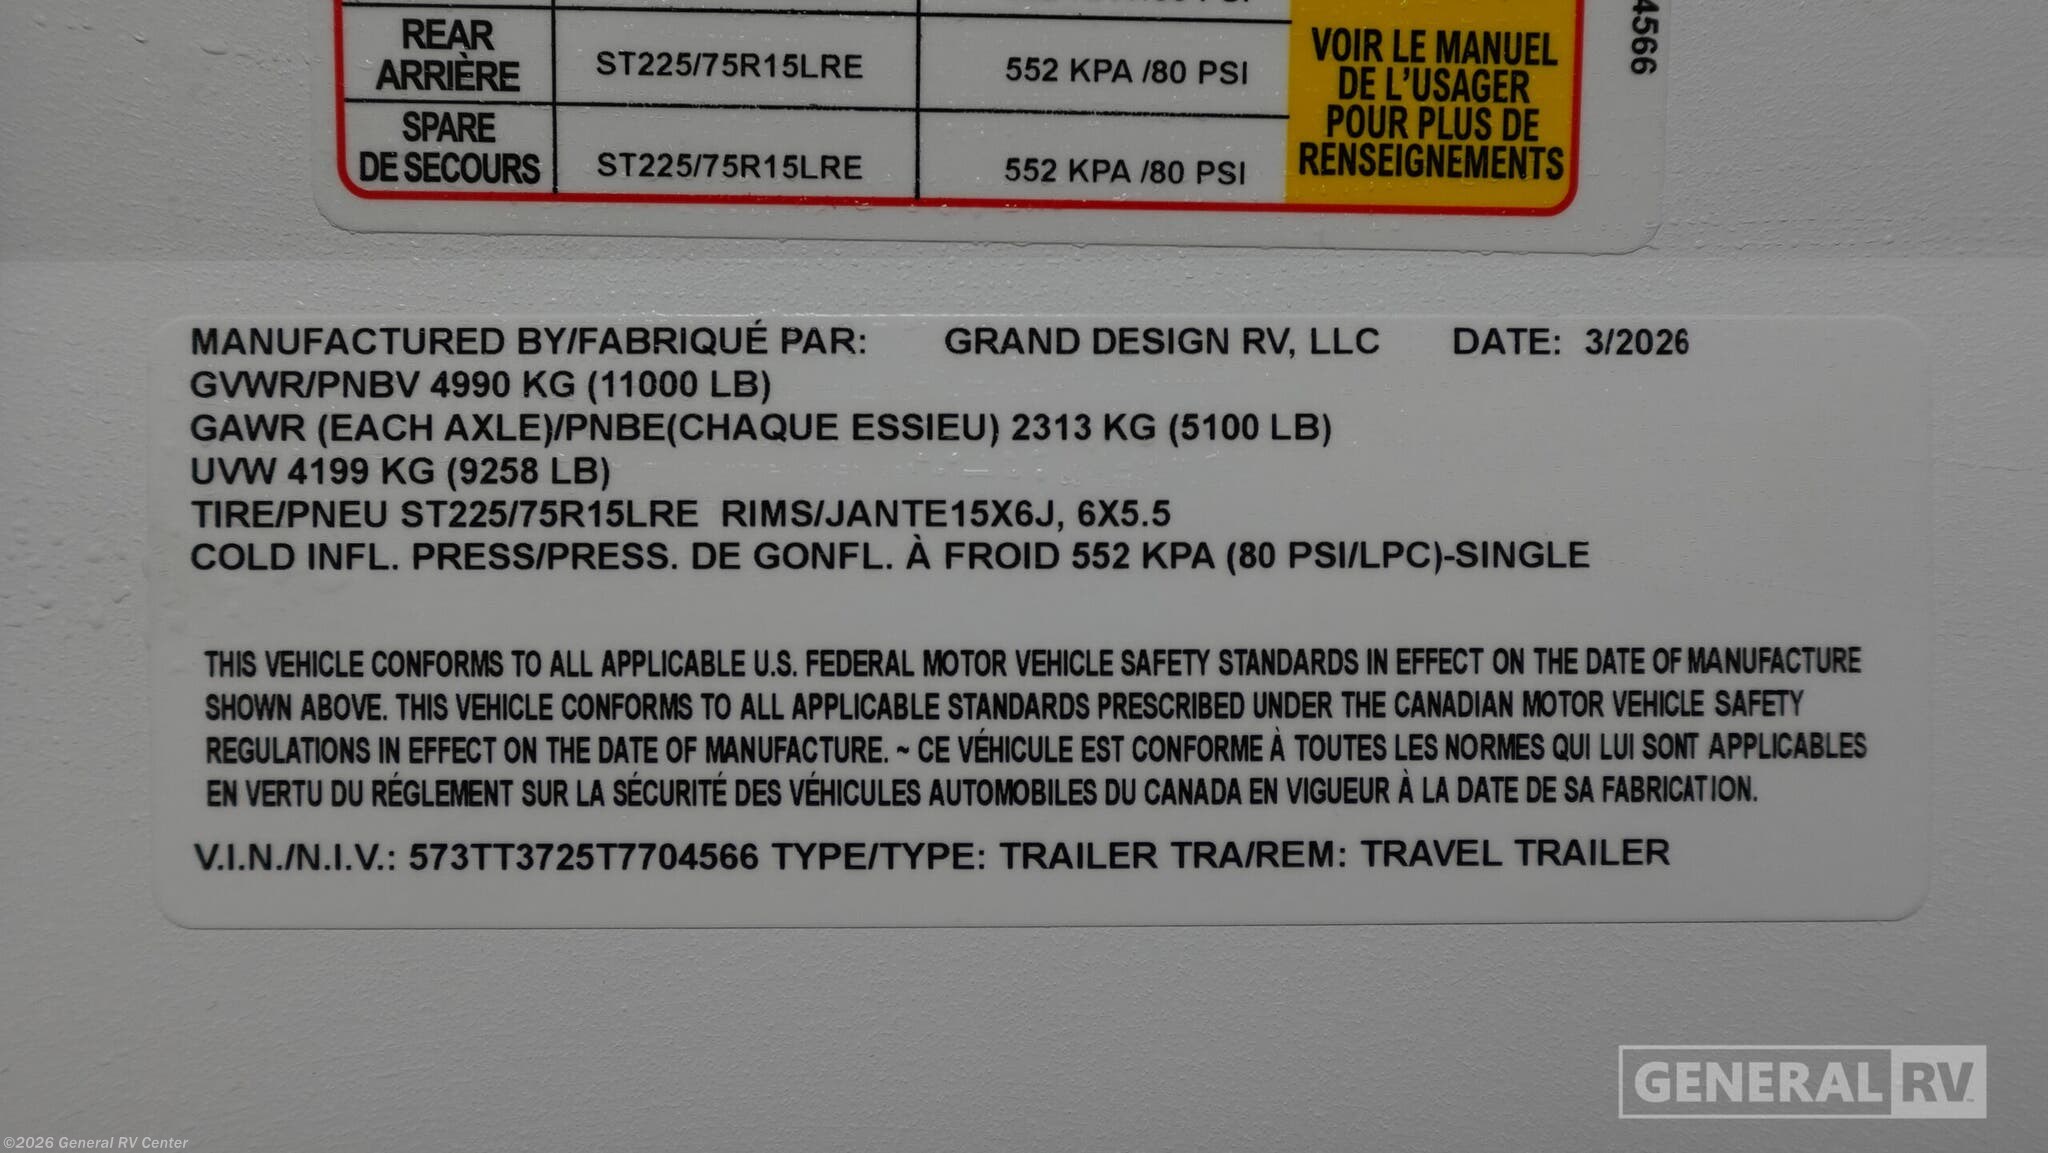 REAR
ARRIÈRE
ST225/75R15LRE
552 KPA /80 PSI
SPARE
DE SECOURS
ST225/75R15LRE
552 KPA /80 PSI
VOIR LE MANUEL
DE L'USAGER
POUR PLUS DE
RENSEIGNEMENTS
4566
MANUFACTURED BY/FABRIQUÉ PAR: GRAND DESIGN RV, LLC DATE: 3/2026
GVWR/PNBV 4990 KG (11000 LB)
GAWR (EACH AXLE)/PNBE(CHAQUE ESSIEU) 2313 KG (5100 LB)
UVW 4199 KG (9258 LB)
TIRE/PNEU ST225/75R15LRE RIMS/JANTE15X6J, 6X5.5
COLD INFL. PRESS/PRESS. DE GONFL. À FROID 552 KPA (80 PSI/LPC)-SINGLE
THIS VEHICLE CONFORMS TO ALL APPLICABLE U.S. FEDERAL MOTOR VEHICLE SAFETY STANDARDS IN EFFECT ON THE DATE OF MANUFACTURE
SHOWN ABOVE. THIS VEHICLE CONFORMS TO ALL APPLICABLE STANDARDS PRESCRIBED UNDER THE CANADIAN MOTOR VEHICLE SAFETY
REGULATIONS IN EFFECT ON THE DATE OF MANUFACTURE. ~ CE VÉHICULE EST CONFORME À TOUTES LES NORMES QUI LUI SONT APPLICABLES
EN VERTU DU RÉGLEMENT SUR LA SÉCURITÉ DES VÉHICULES AUTOMOBILES DU CANADA EN VIGUEUR À LA DATE DE SA FABRICATION.
V.I.N./N.I.V.: 573TT3725T7704566 TYPE/TYPE: TRAILER TRA/REM: TRAVEL TRAILER
GENERAL RV
©2026 General RV Center